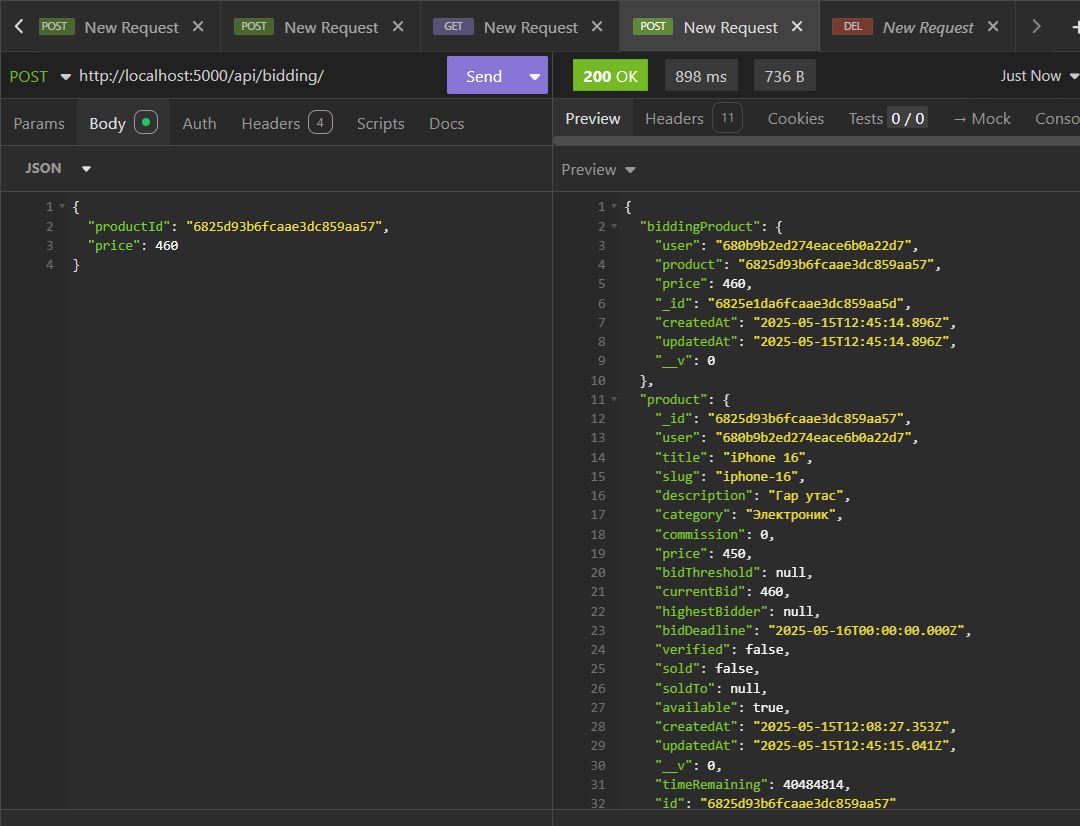 POST New Request
POST New Request
GET New Request
POST New Request
DEL New Request
POST http://localhost:5000/api/bidding/ Send
200 OK 898 ms 736 B Just Now
Params Body Auth Headers 4 Scripts Docs
Preview Headers 11 Cookies Tests 0 / 0 → Mock Conso
JSON
Preview
1 {
2 "productId": "6825d93b6fcaae3dc859aa57",
3 "price": 460
4 }
1 {
2 "biddingProduct": {
3 "user": "680b9b2ed274eace6b0a22d7",
4 "product": "6825d93b6fcaae3dc859aa57",
5 "price": 460,
6 "_id": "6825e1da6fcaae3dc859aa5d",
7 "createdAt": "2025-05-15T12:45:14.896Z",
8 "updatedAt": "2025-05-15T12:45:14.896Z",
9 "__v": 0
10 },
11 "product": {
12 "_id": "6825d93b6fcaae3dc859aa57",
13 "user": "680b9b2ed274eace6b0a22d7",
14 "title": "iPhone 16",
15 "slug": "iphone-16",
16 "description": "Гар утас",
17 "category": "Электроник",
18 "commission": 0,
19 "price": 450,
20 "bidThreshold": null,
21 "currentBid": 460,
22 "highestBidder": null,
23 "bidDeadline": "2025-05-16T00:00:00.000Z",
24 "verified": false,
25 "sold": false,
26 "soldTo": null,
27 "available": true,
28 "createdAt": "2025-05-15T12:08:27.353Z",
29 "updatedAt": "2025-05-15T12:45:15.041Z",
30 "__v": 0,
31 "timeRemaining": 40484814,
32 "id": "6825d93b6fcaae3dc859aa57"